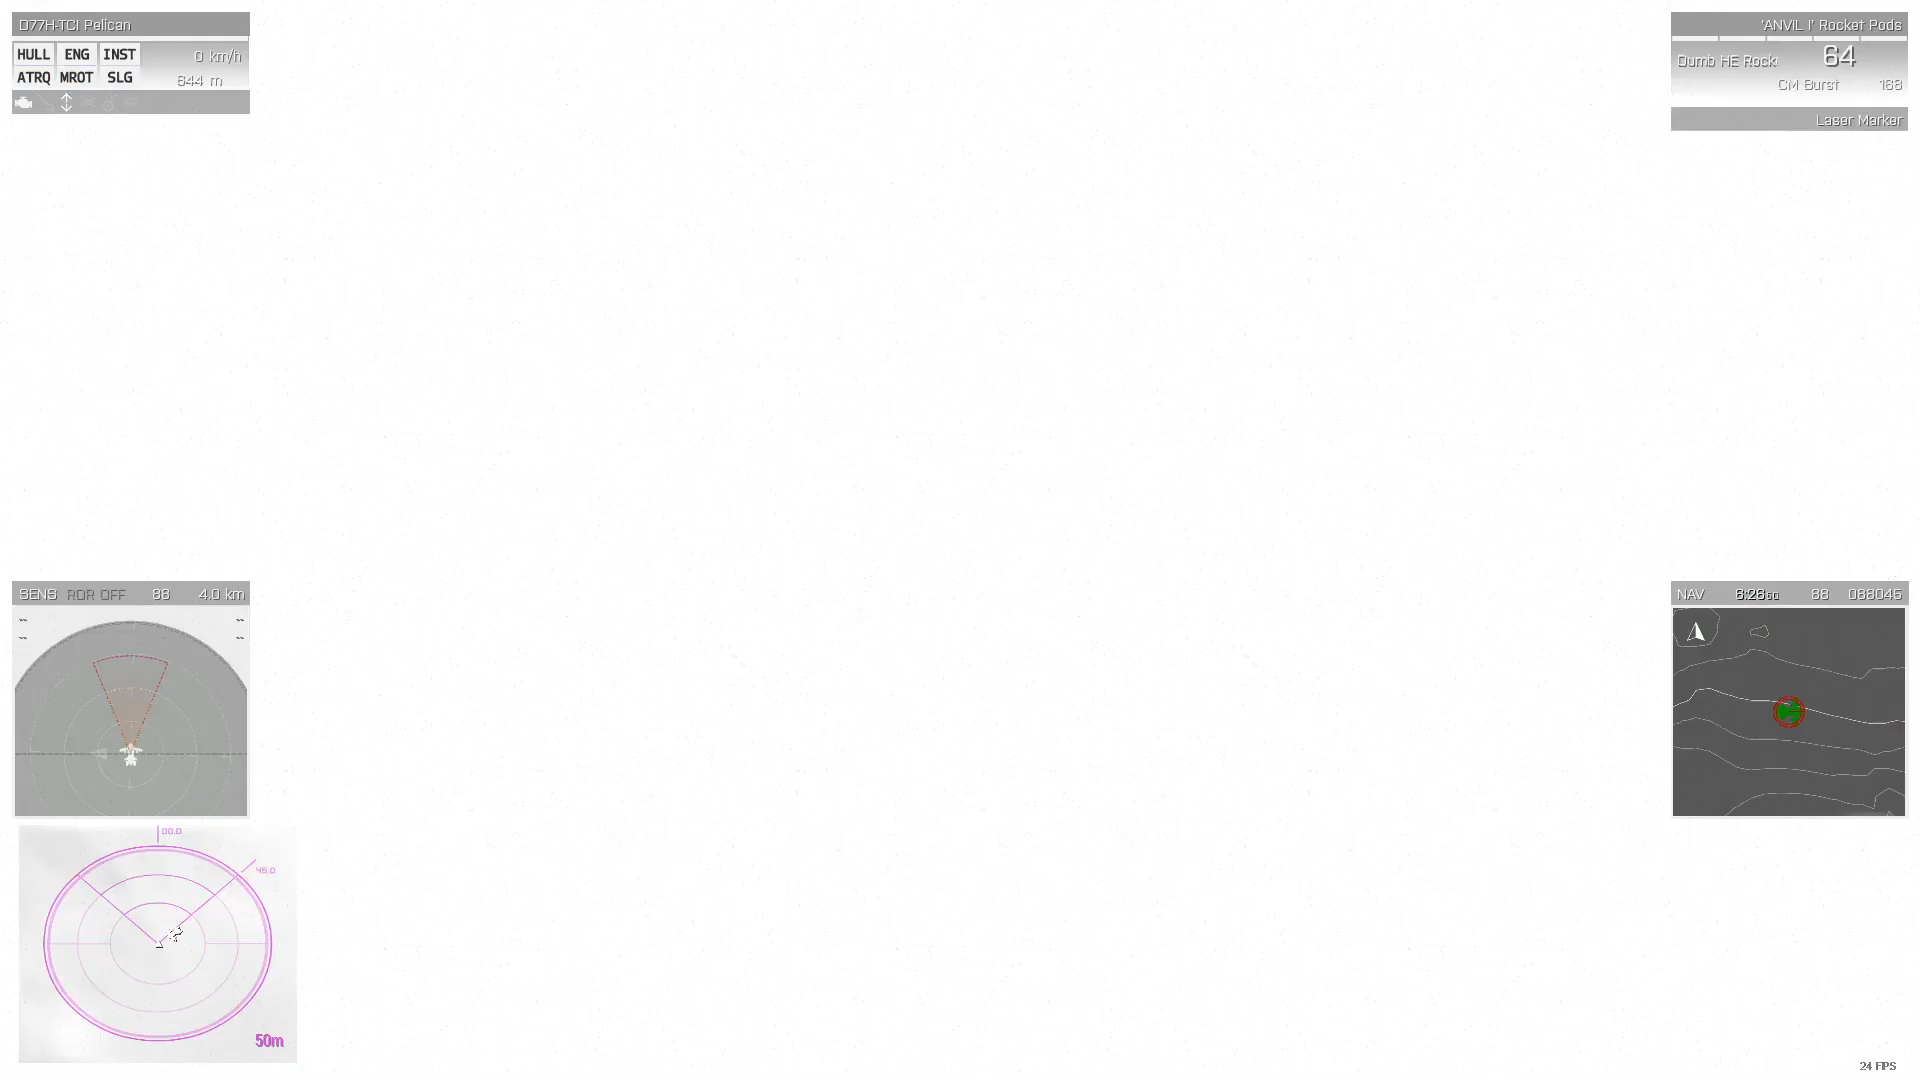 D77H-TCI Pelican
HULL ENG INST 0 km/h
ATRQ MROT SLG 644 m
'ANVIL I' Rocket Pods
Dumb HE Rock 64
CM Burst 168
Laser Marker
SENS RDR OFF 88 4.0 km
NAV 88 088045
00.0
45.0
50m
24 FPS